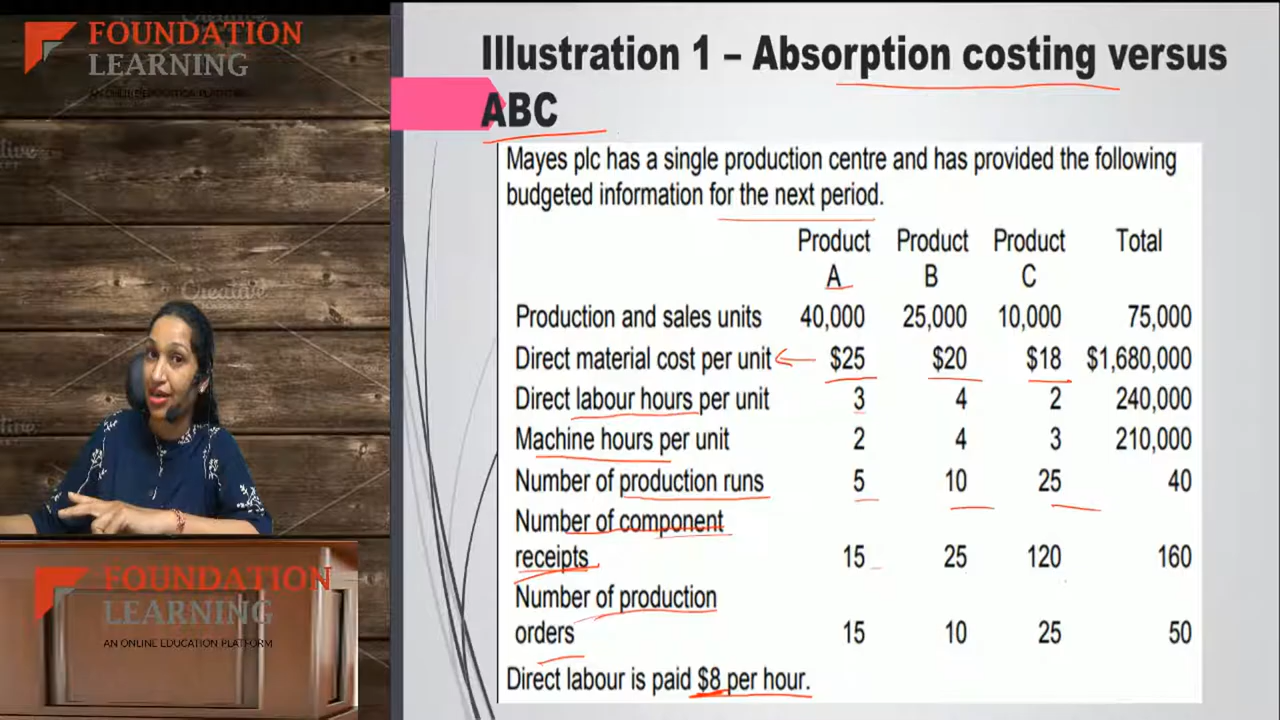 FOUNDATION
LEARNING
Creative
Creative
FOUNDATION
LEARNING
AN ONLINE EDUCATION PLATFORM
Illustration 1 – Absorption costing versus
ABC
Mayes plc has a single production centre and has provided the following
budgeted information for the next period.
Product Product Product Total
A B C
Production and sales units 40,000 25,000 10,000 75,000
Direct material cost per unit $25 $20 $18 $1,680,000
Direct labour hours per unit 3 4 2 240,000
Machine hours per unit 2 4 3 210,000
Number of production runs 5 10 25 40
Number of component
receipts 15 25 120 160
Number of production
orders 15 10 25 50
Direct labour is paid $8 per hour.